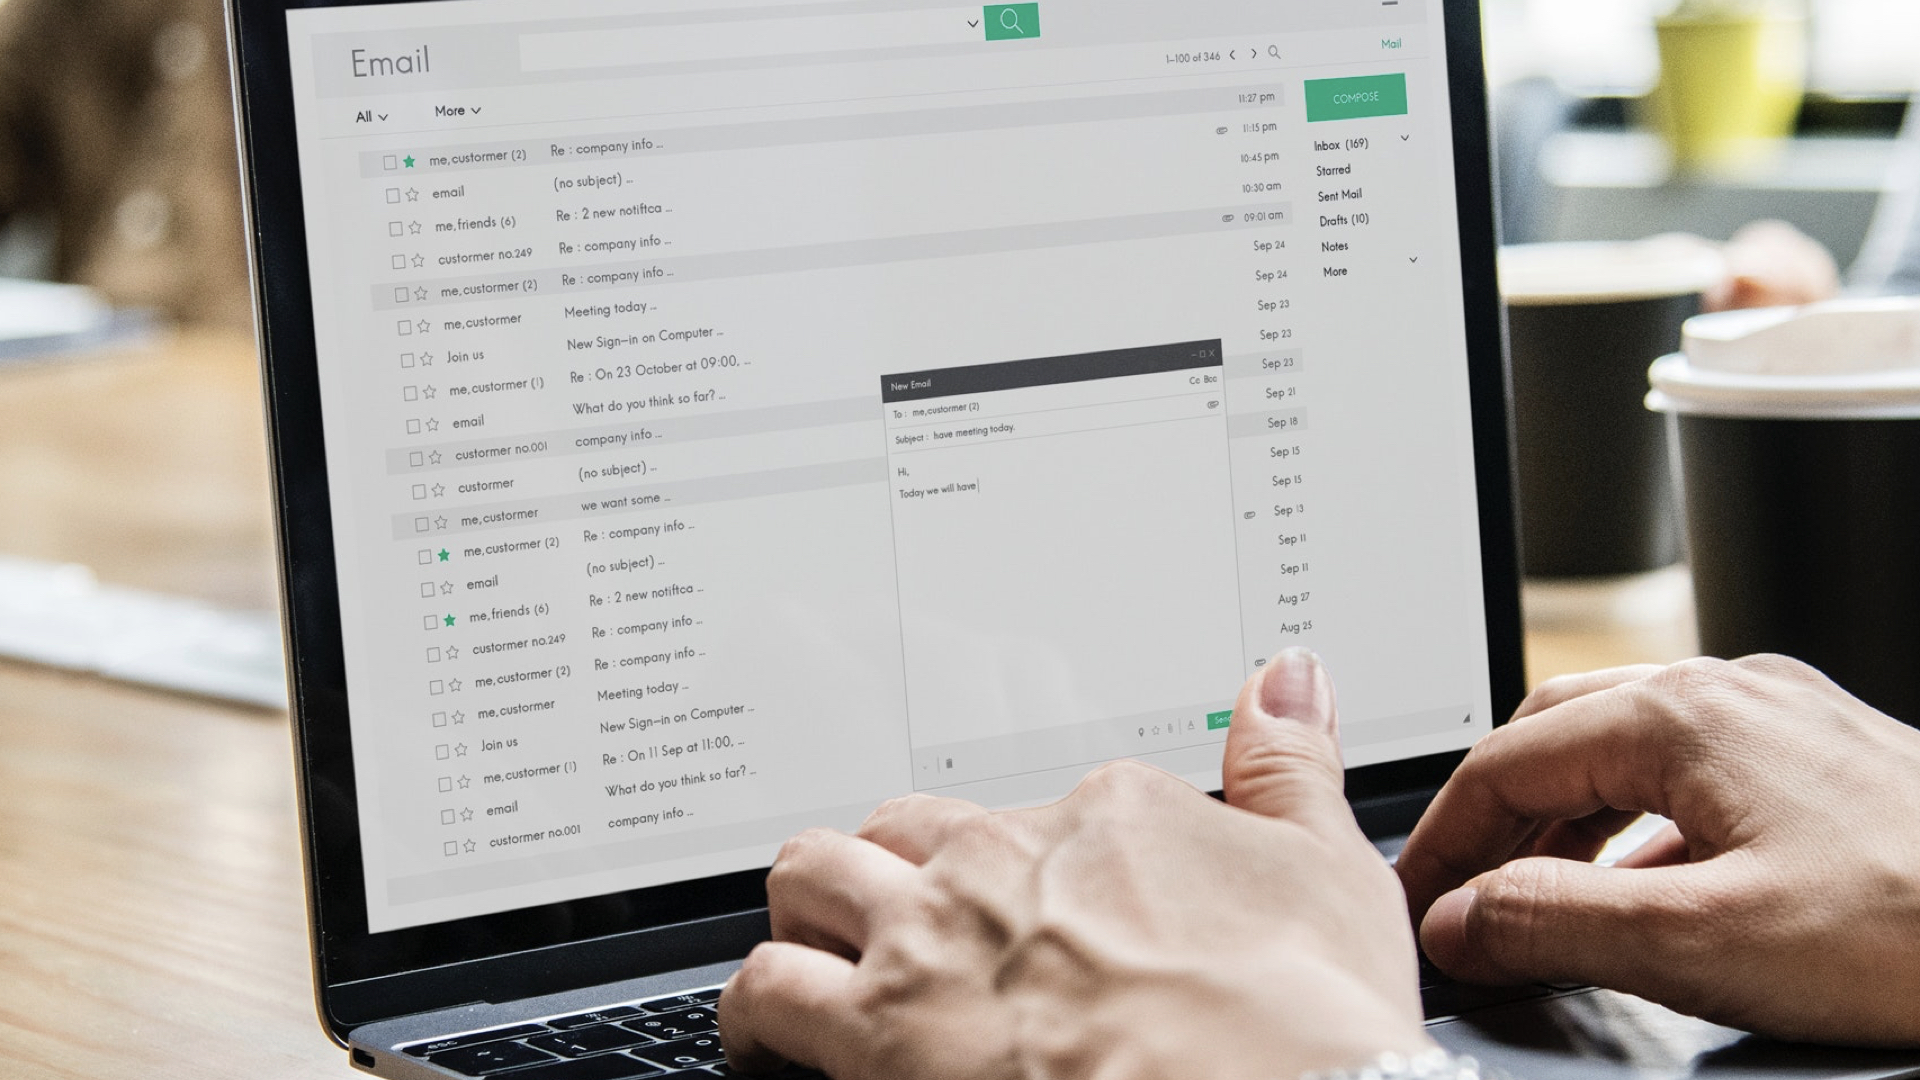 Email
1-100 of 346
Mail
All
More
COMPOSE
me,custormer (2) Re : company info ... 11:27 pm
email (no subject) ... 11:15 pm
me,friends (6) Re : 2 new notiftca ... 10:45 pm
custormer no.249 Re : company info ... 10:30 am
me,custormer (2) Re : company info ... 09:01 am
me,custormer Meeting today ... Sep 24
Join us New Sign-in on Computer ... Sep 24
me,custormer (1) Re : On 23 October at 09:00, ... Sep 23
email What do you think so far? ... Sep 23
custormer no.001 company info ... Sep 23
custormer (no subject) ... Sep 21
me,custormer we want some ... Sep 18
me,custormer (2) Re : company info ... Sep 15
email (no subject) ... Sep 15
me,friends (6) Re : 2 new notiftca ... Sep 13
custormer no.249 Re : company info ... Sep 11
me,custormer (2) Re : company info ... Sep 11
me,custormer Meeting today ... Aug 27
Join us New Sign-in on Computer ... Aug 25
me,custormer (1) Re : On 11 Sep at 11:00, ...
email What do you think so far? ...
custormer no.001 company info ...
Inbox (169)
Starred
Sent Mail
Drafts (10)
Notes
More
New Email
To : me,custormer (2) Cc Bcc
Subject : have meeting today.
Hi,
Today we will have
Send
esc